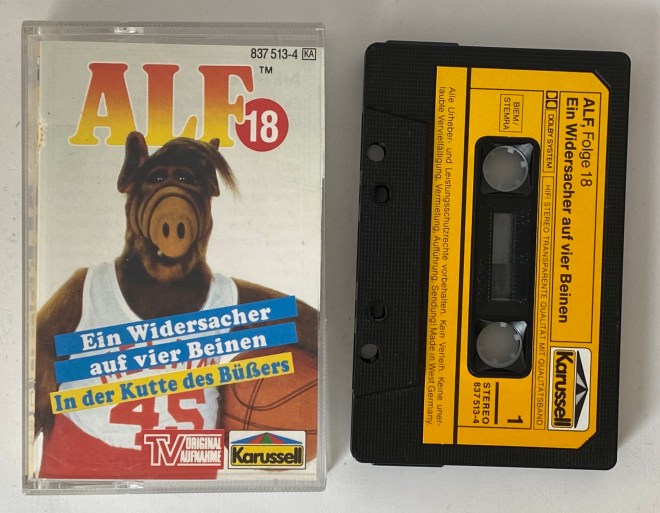 837 513-4 KA
ALF™
18
Ein Widersacher
auf vier Beinen
In der Kutte des Büßers
45
TV ORIGINAL
AUFNAHME
Karussell
ALF, Folge 18
Ein Widersacher auf vier Beinen
DOLBY SYSTEM
HIFI STEREO TRANSPARENTE QUALITÄT MIT QUALITÄTSBAND
BIEM/
STEMRA
Karussell
1
STEREO
837 513-4
Alle Urheber- und Leistungsschutzrechte vorbehalten. Kein Verleih. Keine uner-
laubte Vervielfältigung, Vermietung, Aufführung, Sendung! Made in West Germany